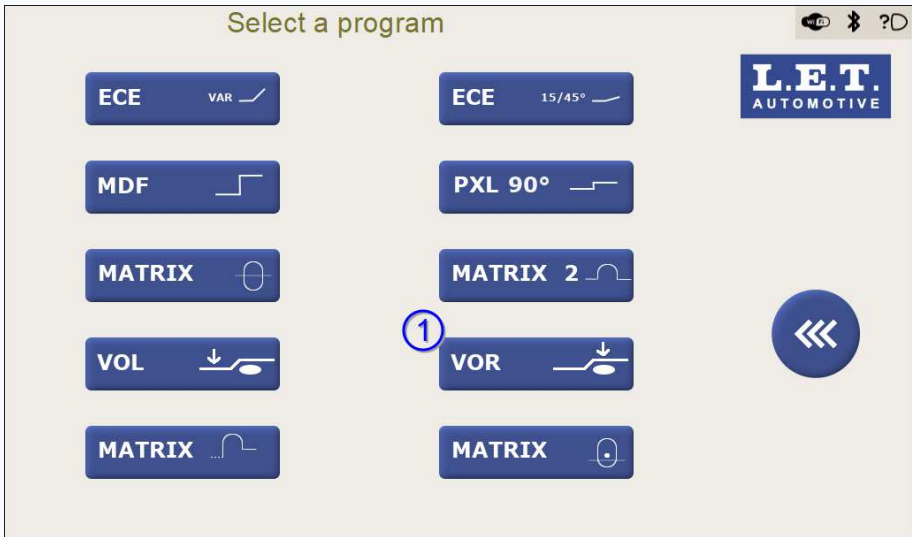 Select a program
WiFi ?
L.E.T.
AUTOMOTIVE
ECE VAR
ECE 15/45°
MDF
PXL 90°
MATRIX
MATRIX 2
1
VOL
VOR
MATRIX ...
MATRIX